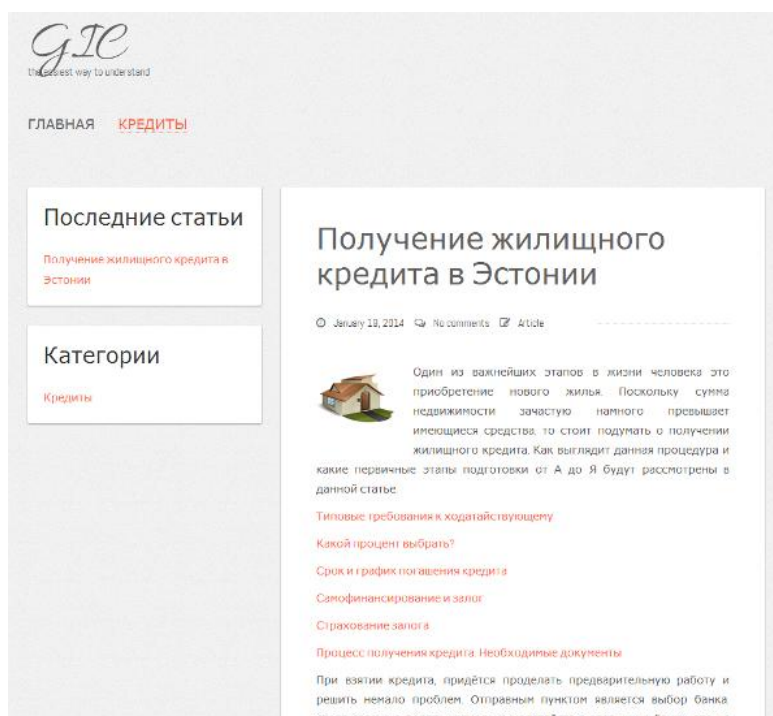 GIC
the easiest way to understand
ГЛАВНАЯ КРЕДИТЫ
Последние статьи
Получение жилищного кредита в
Эстонии
Категории
Кредиты
Получение жилищного
кредита в Эстонии
January 18, 2014 No comments Article
Один из важнейших этапов в жизни человека это
приобретение нового жилья. Поскольку сумма
недвижимости зачастую намного превышает
имеющиеся средства, то стоит подумать о получении
жилищного кредита. Как выглядит данная процедура и
какие первичные этапы подготовки от А до Я будут рассмотрены в
данной статье.
Типовые требования к ходатайствующему
Какой процент выбрать?
Срок и график погашения кредита
Самофинансирование и залог
Страхование залога
Процесс получения кредита. Необходимые документы
При взятии кредита, придётся проделать предварительную работу и
решить немало проблем. Отправным пунктом является выбор банка.